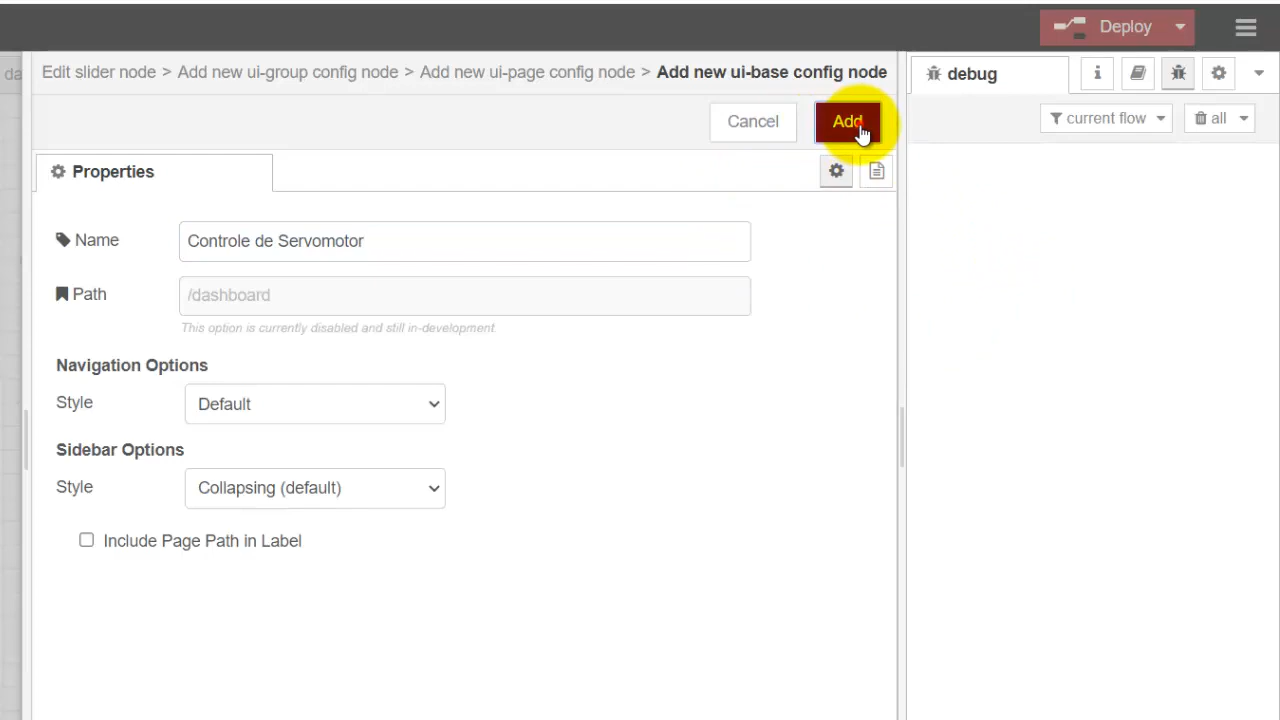 Deploy
da
Edit slider node > Add new ui-group config node > Add new ui-page config node > Add new ui-base config node
debug
i
Cancel
Add
current flow
all
Properties
Name
Controle de Servomotor
Path
/dashboard
This option is currently disabled and still in-development.
Navigation Options
Style
Default
Sidebar Options
Style
Collapsing (default)
Include Page Path in Label